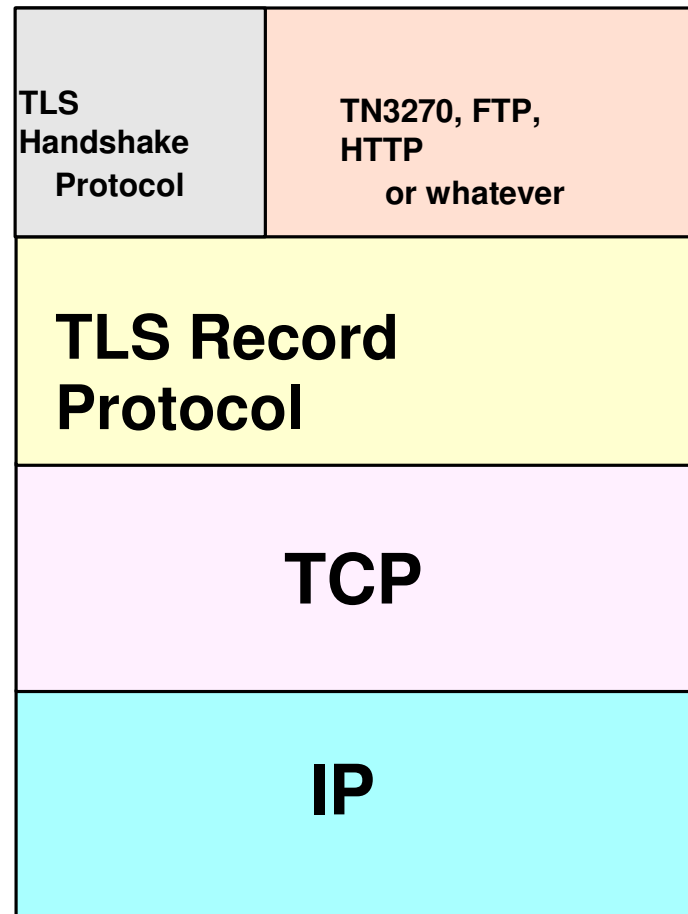 TLS
Handshake
Protocol
TN3270, FTP,
HTTP
or whatever
TLS Record
Protocol
TCP
IP